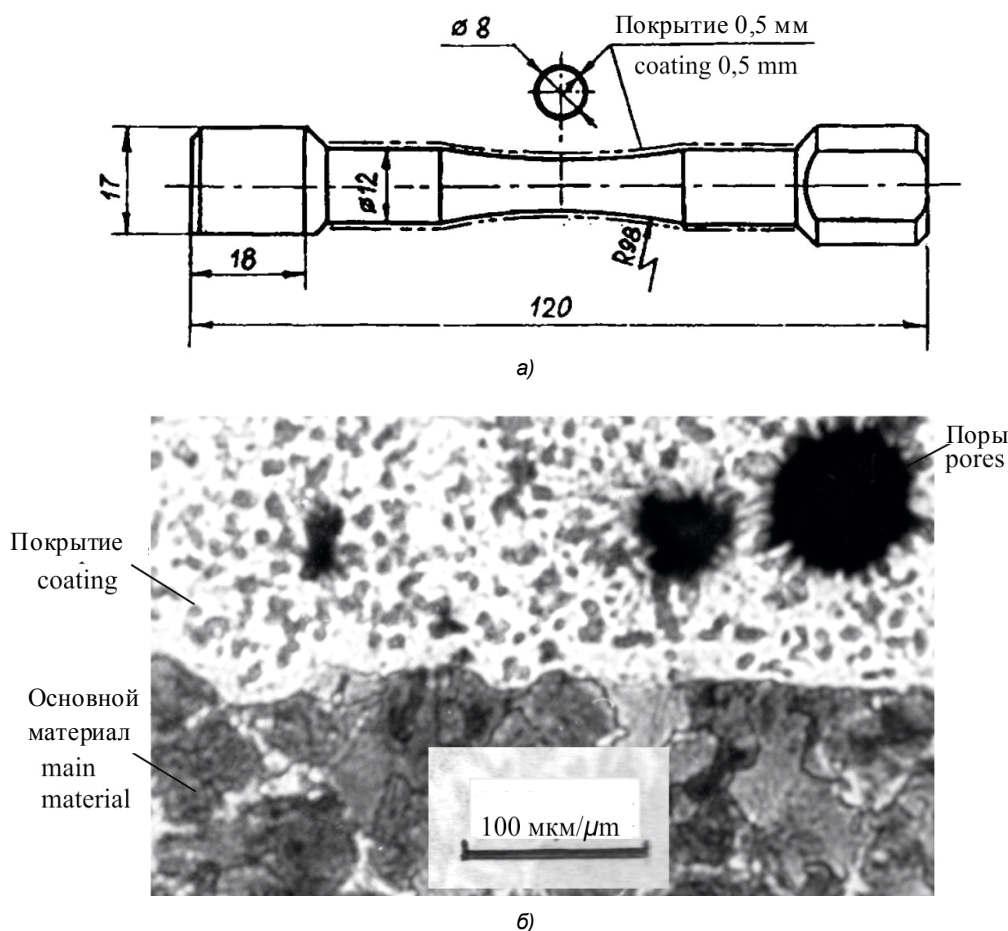 ø 8
Покрытие 0,5 мм
coating 0,5 mm
17
ø12
R98
18
120
а)
Поры
pores
Покрытие
coating
Основной
материал
main
material
100 мкм/μm
б)